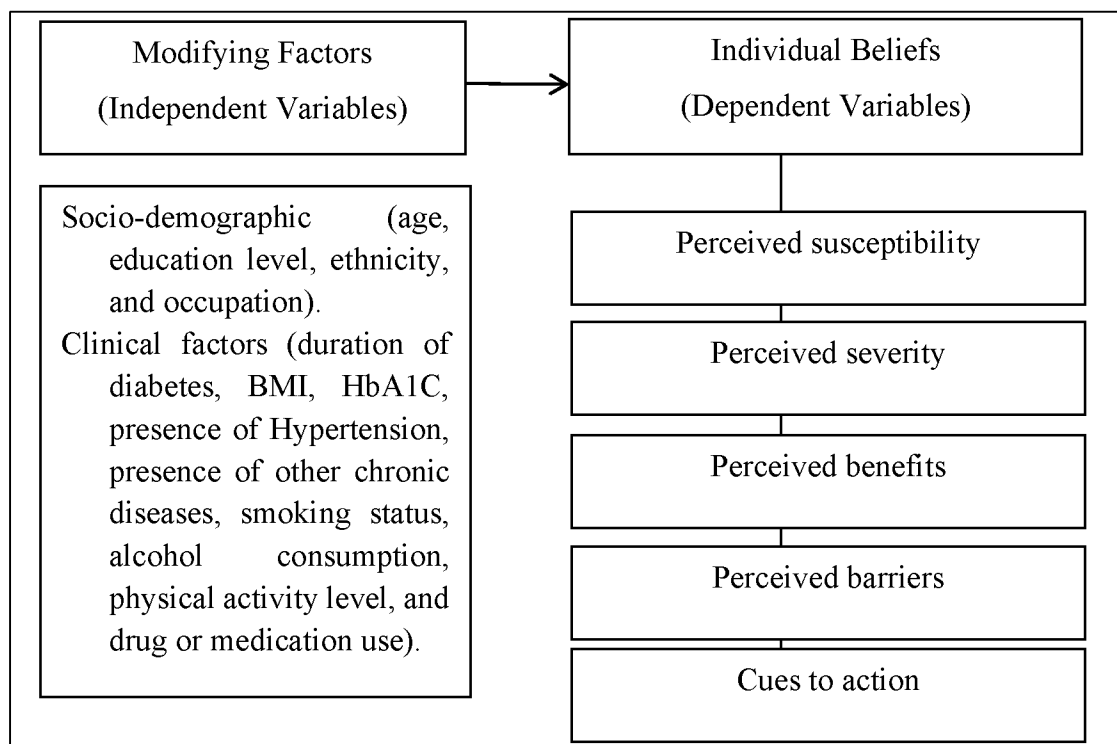 Modifying Factors
(Independent Variables)
Individual Beliefs
(Dependent Variables)
Socio-demographic (age,
education level, ethnicity,
and occupation).
Clinical factors (duration of
diabetes, BMI, HbA1C,
presence of Hypertension,
presence of other chronic
diseases, smoking status,
alcohol consumption,
physical activity level, and
drug or medication use).
Perceived susceptibility
Perceived severity
Perceived benefits
Perceived barriers
Cues to action